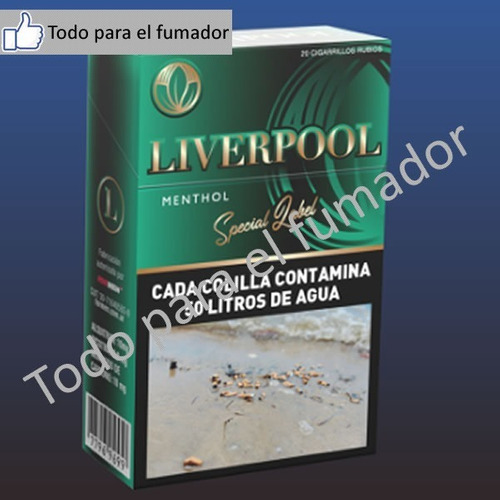 Todo para el fumador
20 CIGARRILLOS RUBIOS
LIVERPOOL
MENTHOL
Special Label
L
CADA COLILLA CONTAMINA
50 LITROS DE AGUA
Todo para el fumador